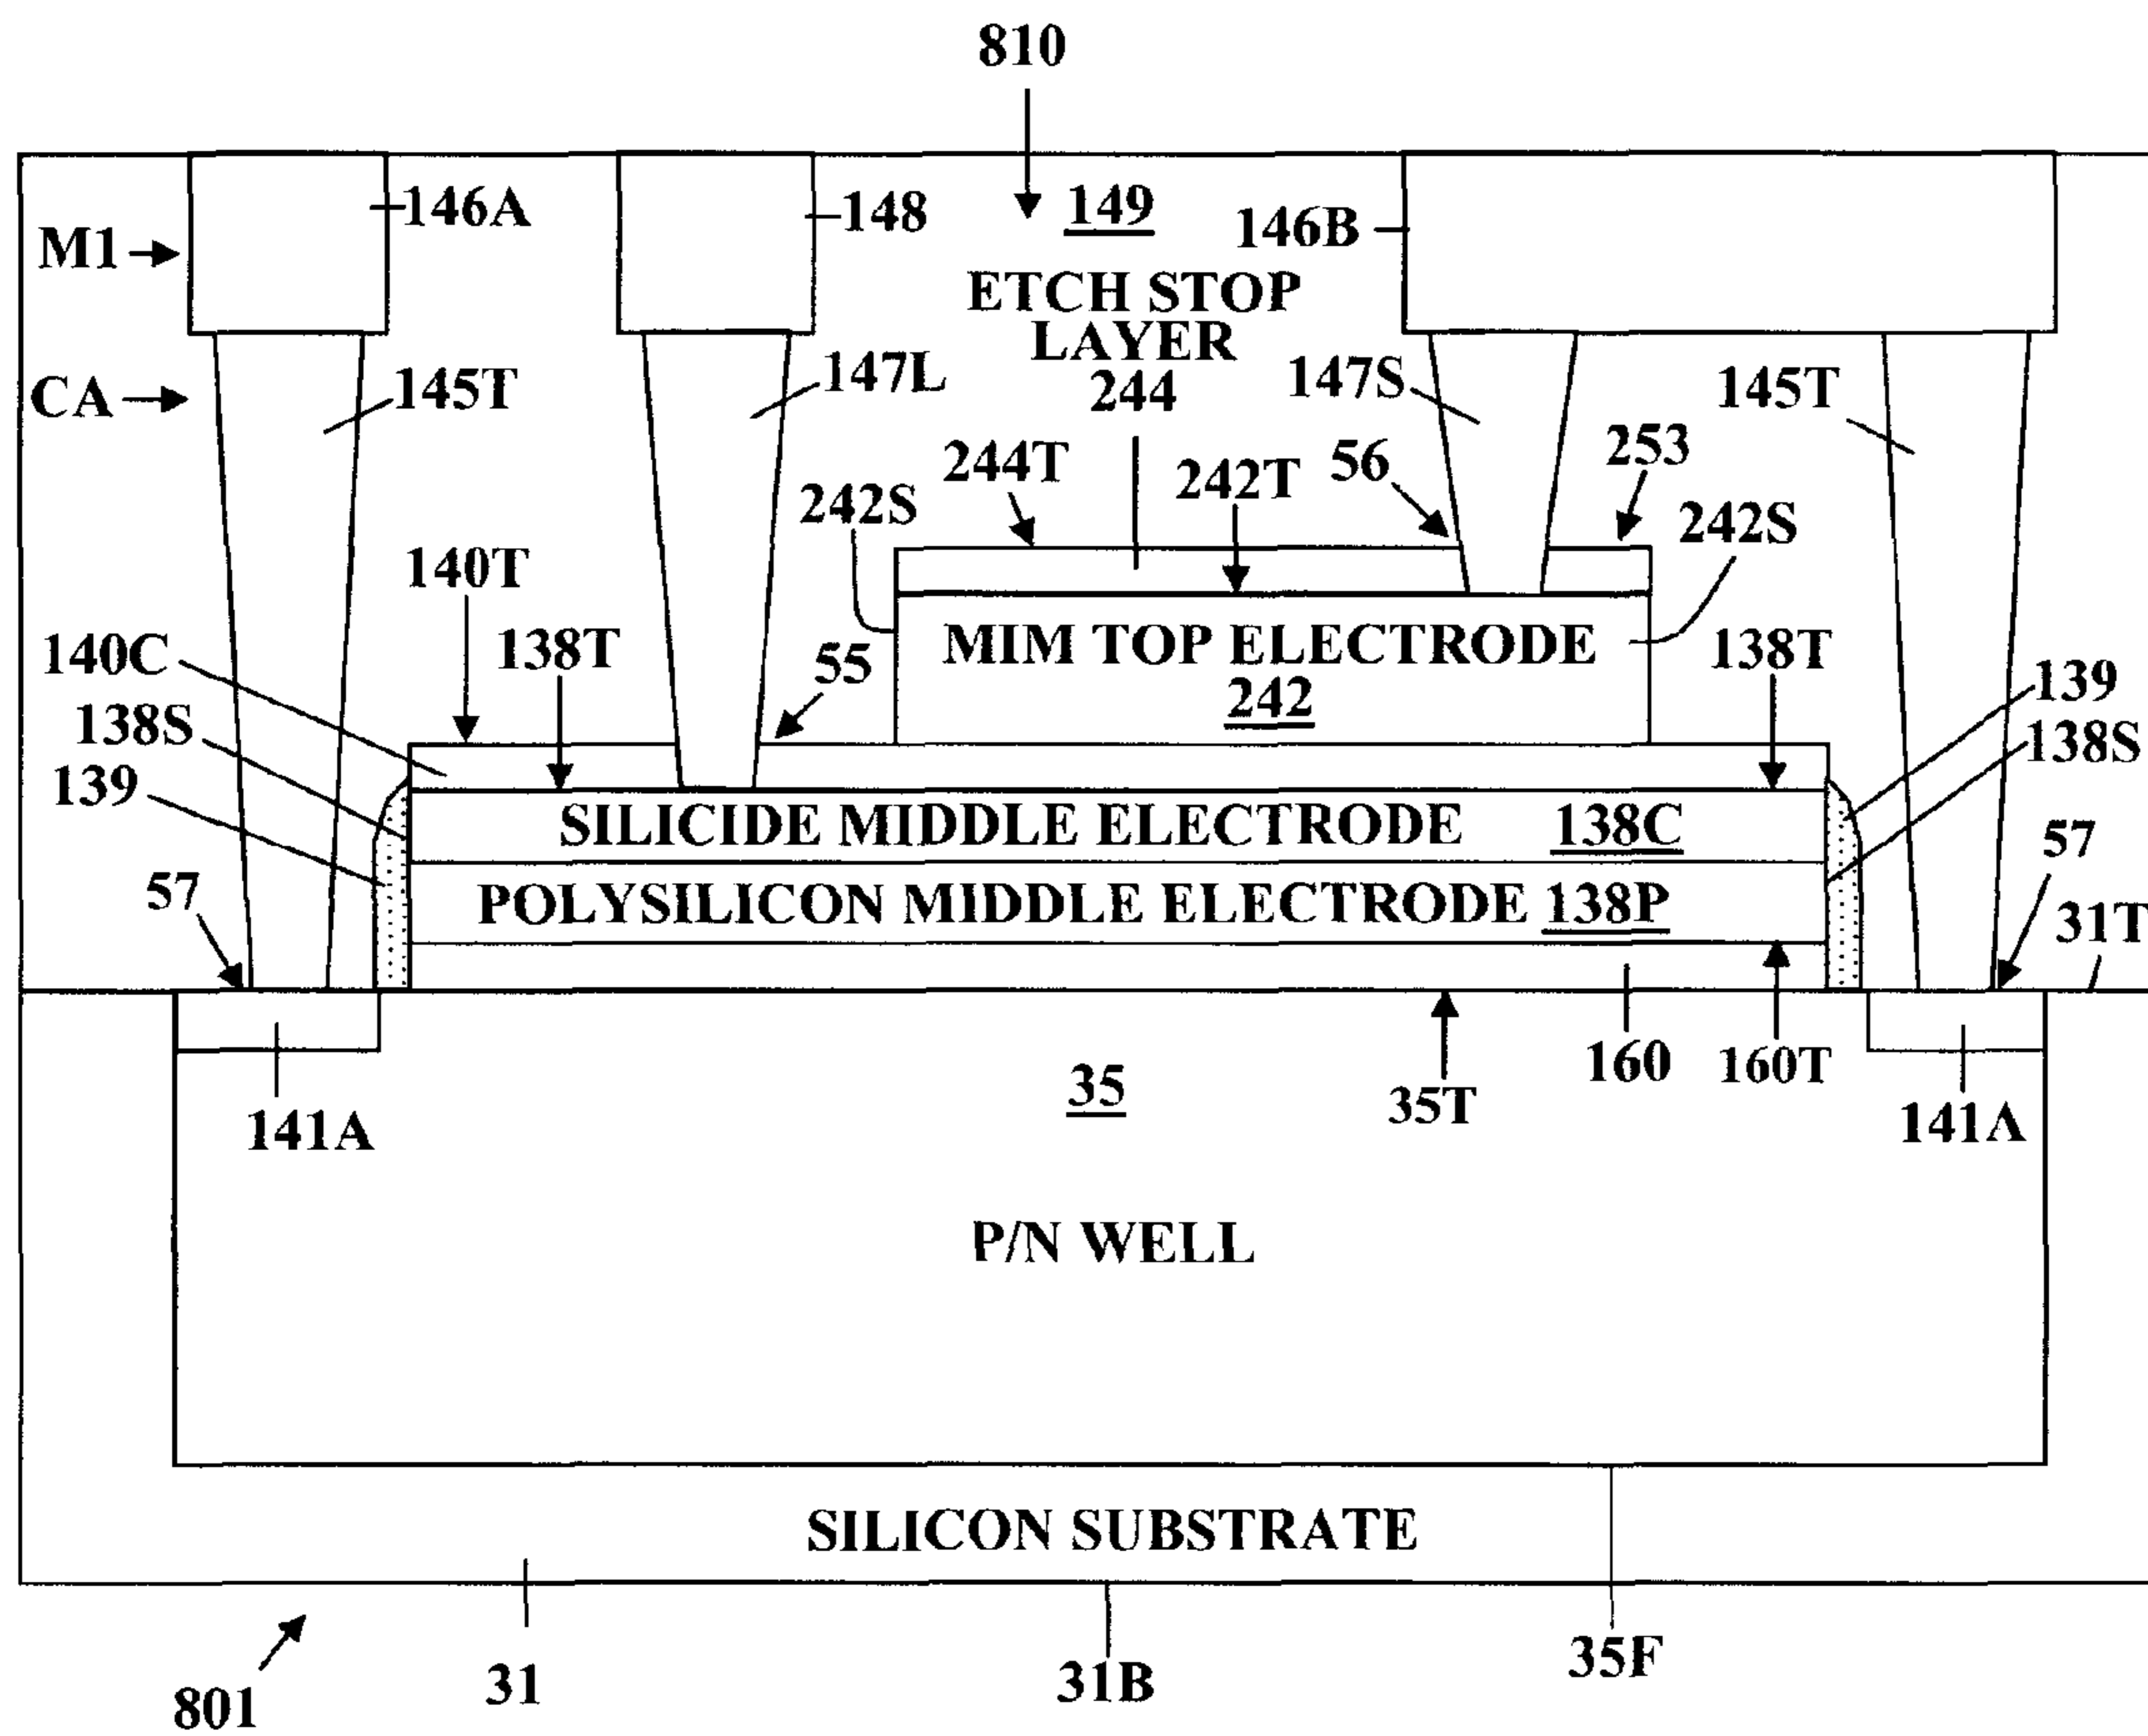 810
146A
148
149
146B
M1
ETCH STOP
LAYER
244
CA
145T
147L
147S
145T
244T
242T
56
253
242S
242S
140T
140C
138T
55
MIM TOP ELECTRODE
242
138T
139
138S
138S
139
SILICIDE MIDDLE ELECTRODE 138C
57
57
POLYSILICON MIDDLE ELECTRODE 138P
31T
141A
35
35T
160
160T
141A
P/N WELL
SILICON SUBSTRATE
801
31
31B
35F